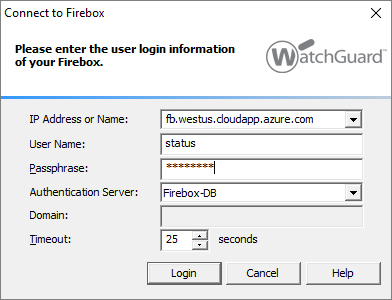 Connect to Firebox
Please enter the user login information
of your Firebox.
WatchGuard™
IP Address or Name: fb.westus.cloudapp.azure.com
User Name: status
Passphrase: ********
Authentication Server: Firebox-DB
Domain:
Timeout: 25 seconds
Login Cancel Help